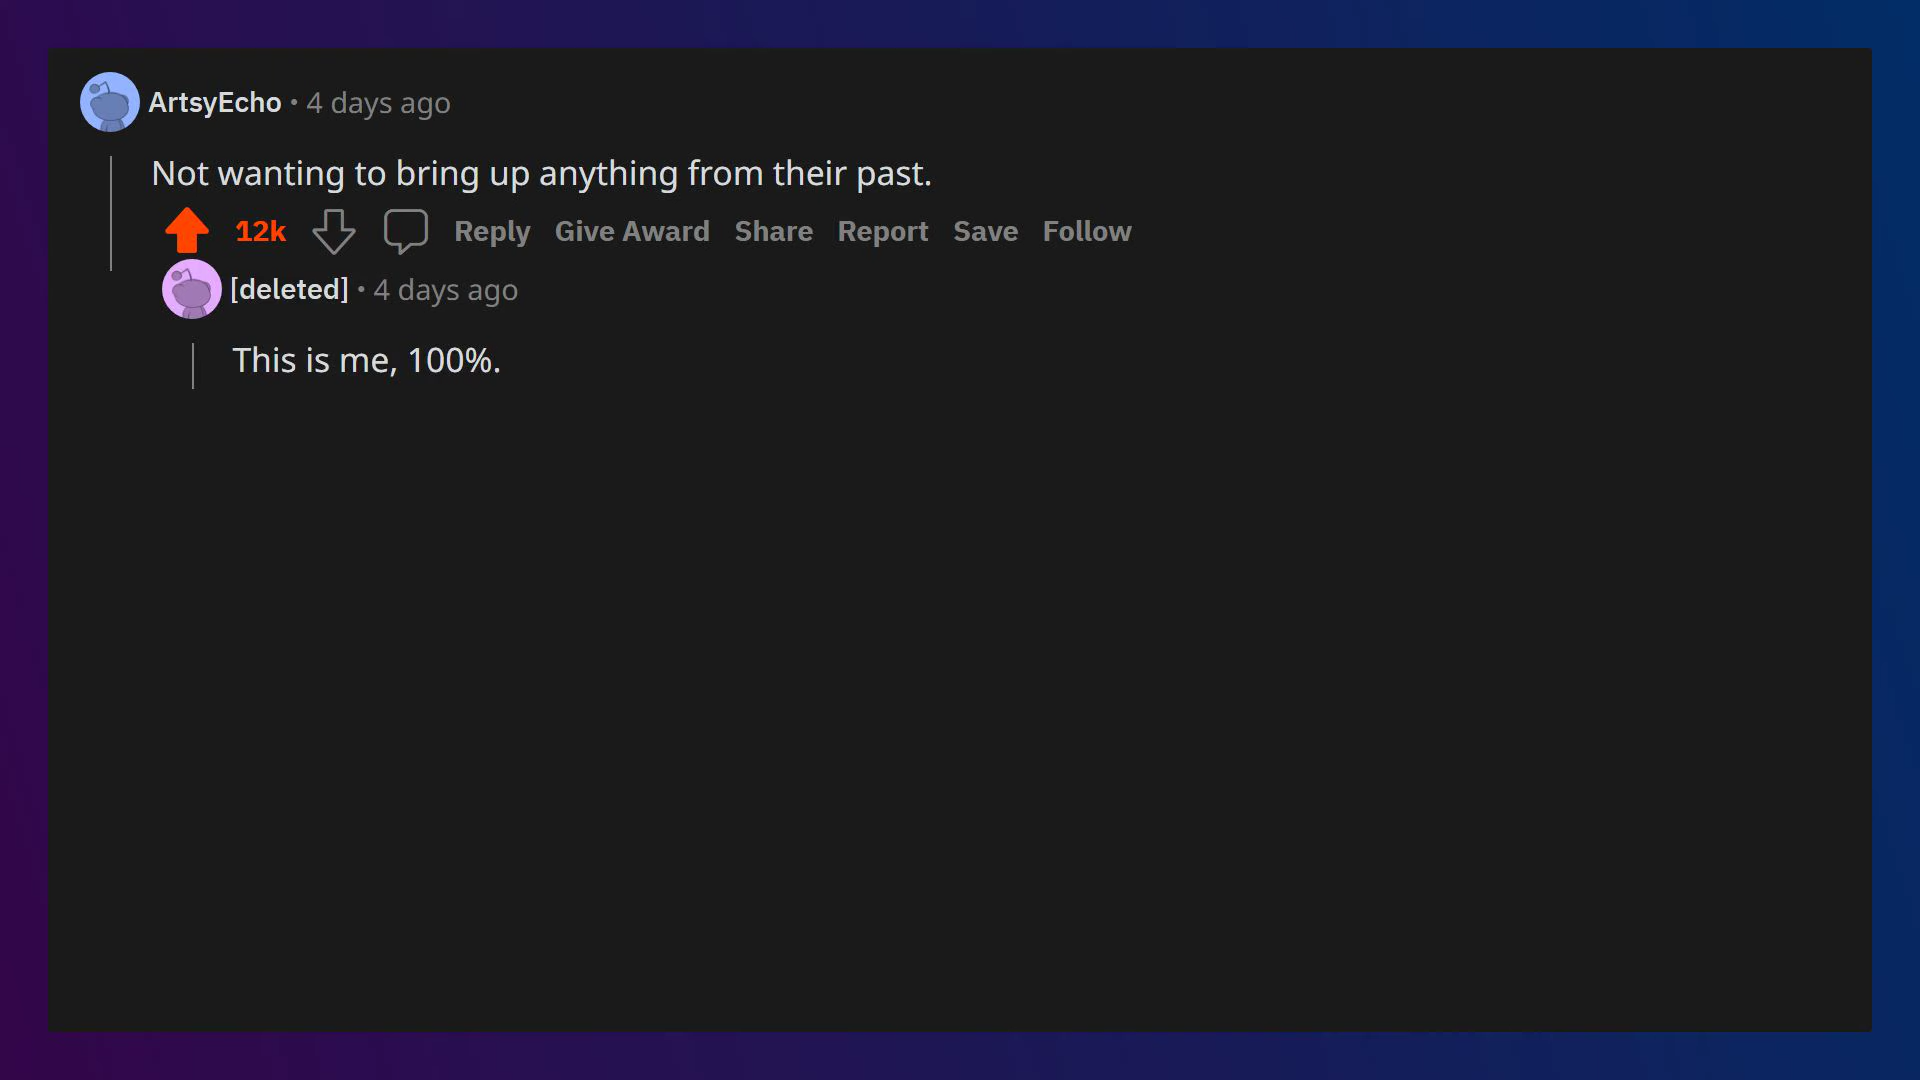 ArtsyEcho • 4 days ago
Not wanting to bring up anything from their past.
12k Reply Give Award Share Report Save Follow
[deleted] • 4 days ago
This is me, 100%.